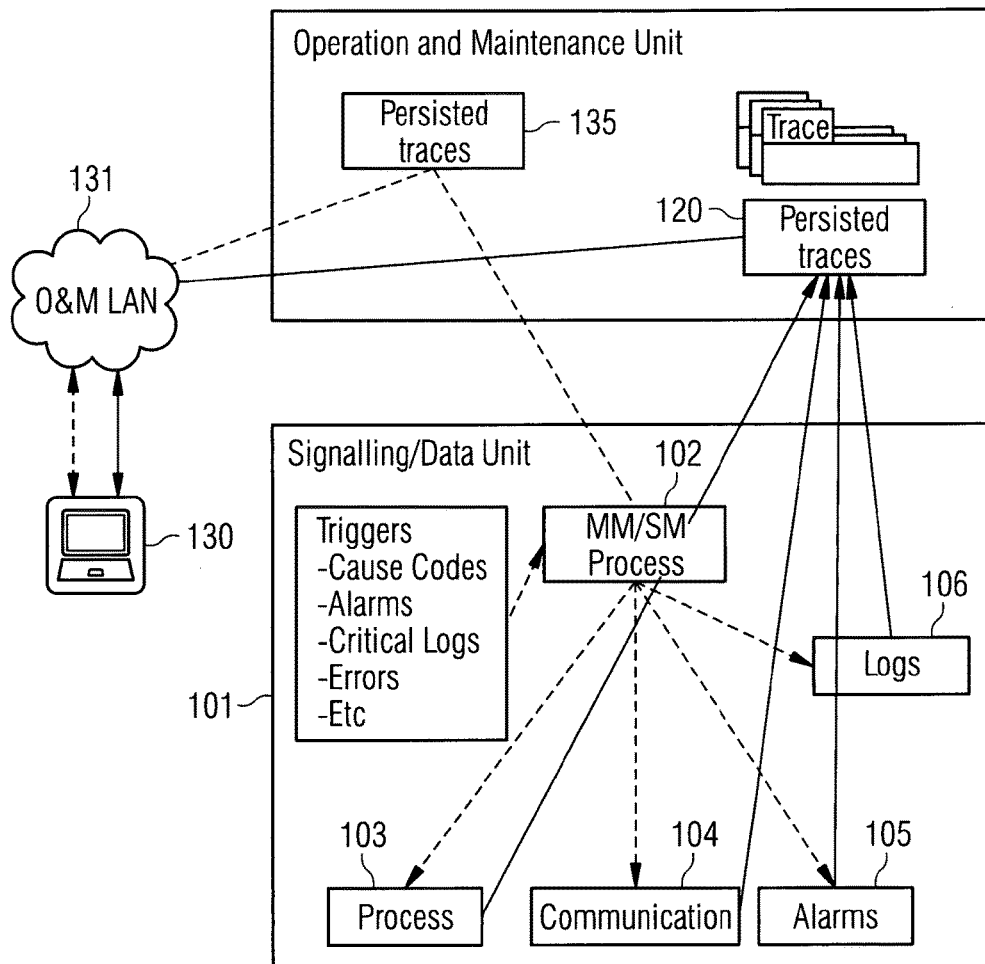 Operation and Maintenance Unit
Persisted
traces
135
Trace
131
120
Persisted
traces
O&M LAN
Signalling/Data Unit
102
130
Triggers
-Cause Codes
-Alarms
-Critical Logs
-Errors
-Etc
MM/SM
Process
106
Logs
101
103
104
105
Process
Communication
Alarms